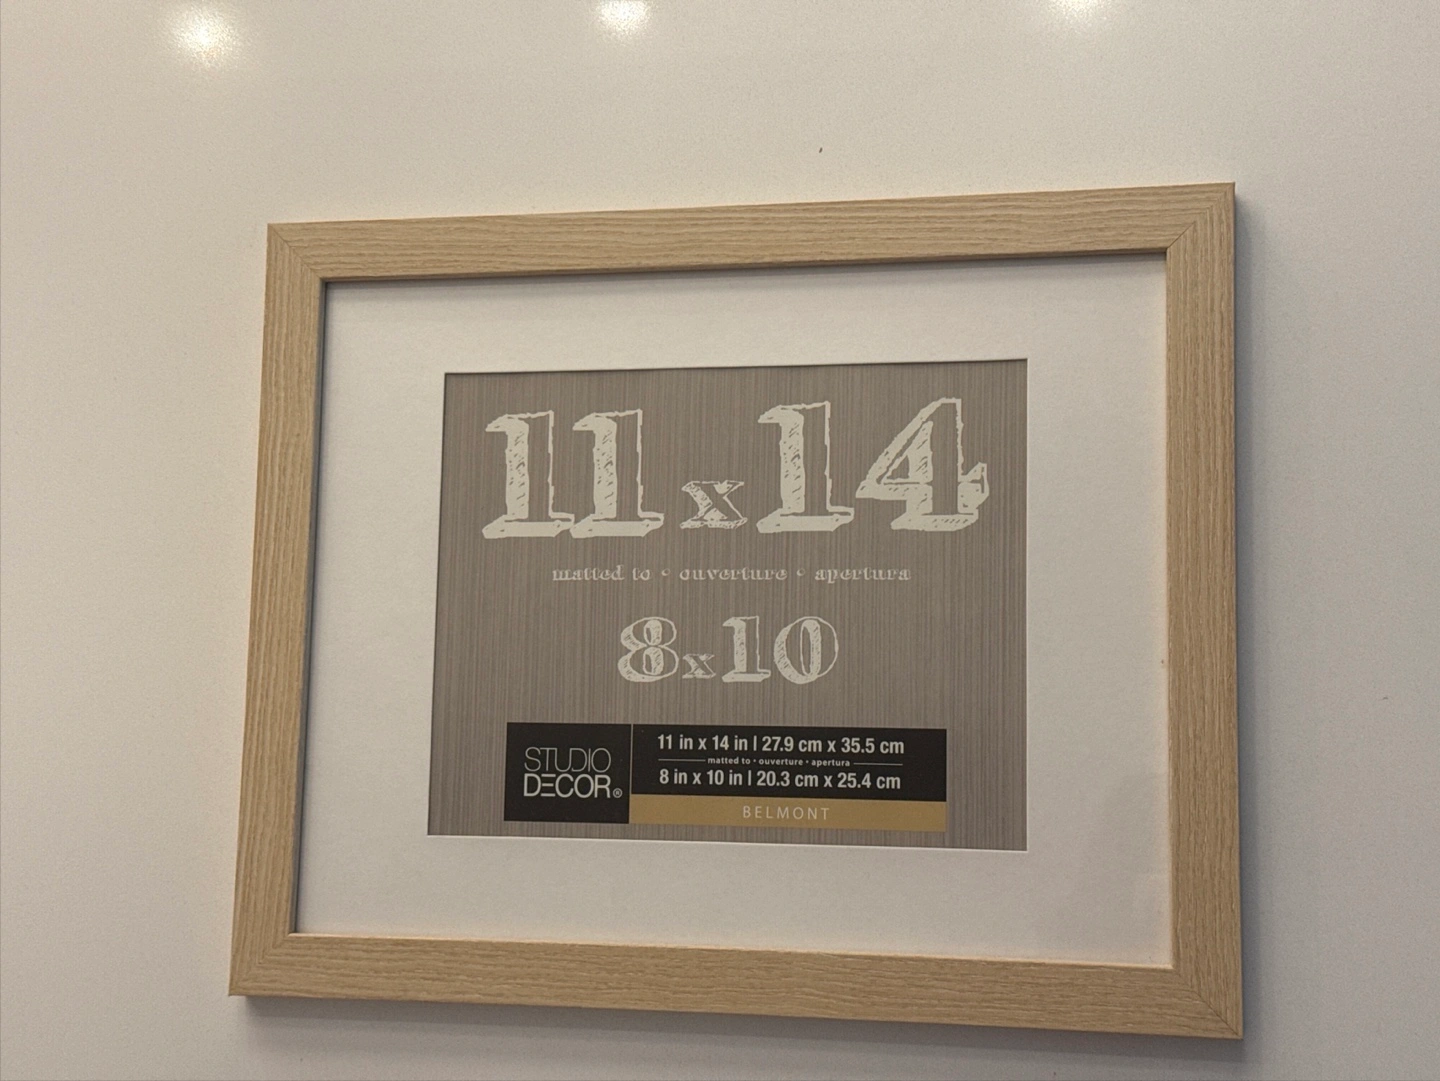 11x14
matted to • ouverture • apertura
8x10
STUDIO
DECOR®
11 in x 14 in | 27.9 cm x 35.5 cm
matted to • ouverture • apertura
8 in x 10 in | 20.3 cm x 25.4 cm
BELMONT